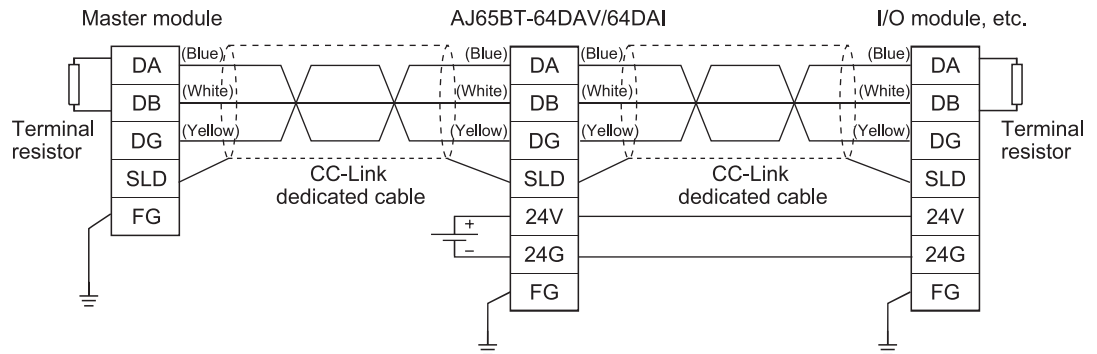 Master module
AJ65BT-64DAV/64DAI
I/O module, etc.
(Blue)
(Blue)
(Blue)
(Blue)
DA
DA
DA
(White)
(White)
(White)
(White)
DB
DB
DB
Terminal
resistor
(Yellow)
(Yellow)
(Yellow)
(Yellow)
DG
DG
DG
Terminal
resistor
SLD
CC-Link
dedicated cable
SLD
CC-Link
dedicated cable
SLD
FG
+
24V
24V
−
24G
24G
FG
FG